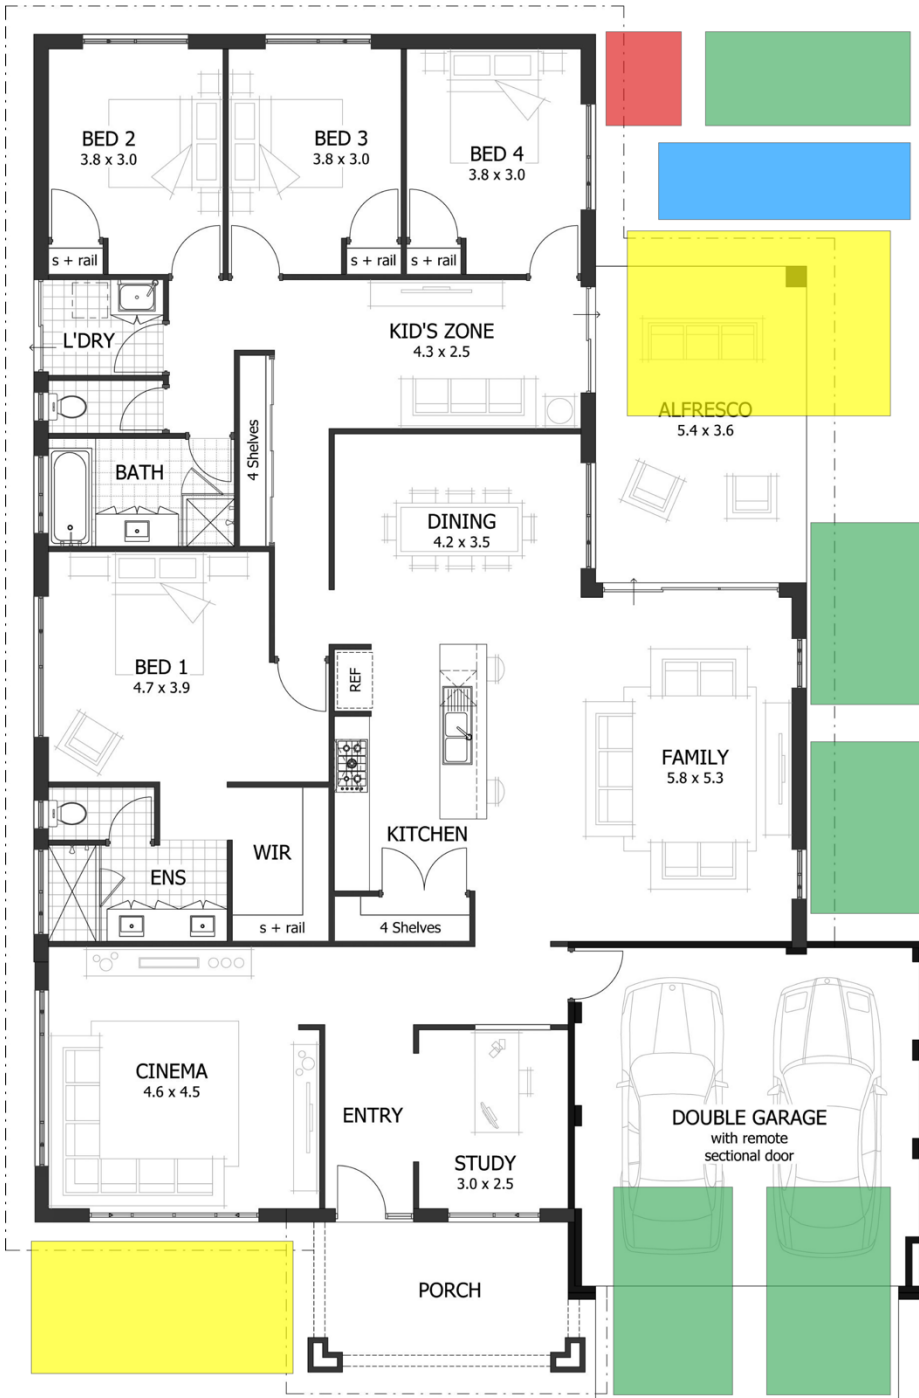 BED 2
3.8 x 3.0
BED 3
3.8 x 3.0
BED 4
3.8 x 3.0
s + rail
s + rail
s + rail
L'DRY
KID'S ZONE
4.3 x 2.5
ALFRESCO
5.4 x 3.6
4 Shelves
BATH
DINING
4.2 x 3.5
BED 1
4.7 x 3.9
REF
FAMILY
5.8 x 5.3
KITCHEN
WIR
ENS
s + rail
4 Shelves
CINEMA
4.6 x 4.5
ENTRY
STUDY
3.0 x 2.5
DOUBLE GARAGE
with remote
sectional door
PORCH